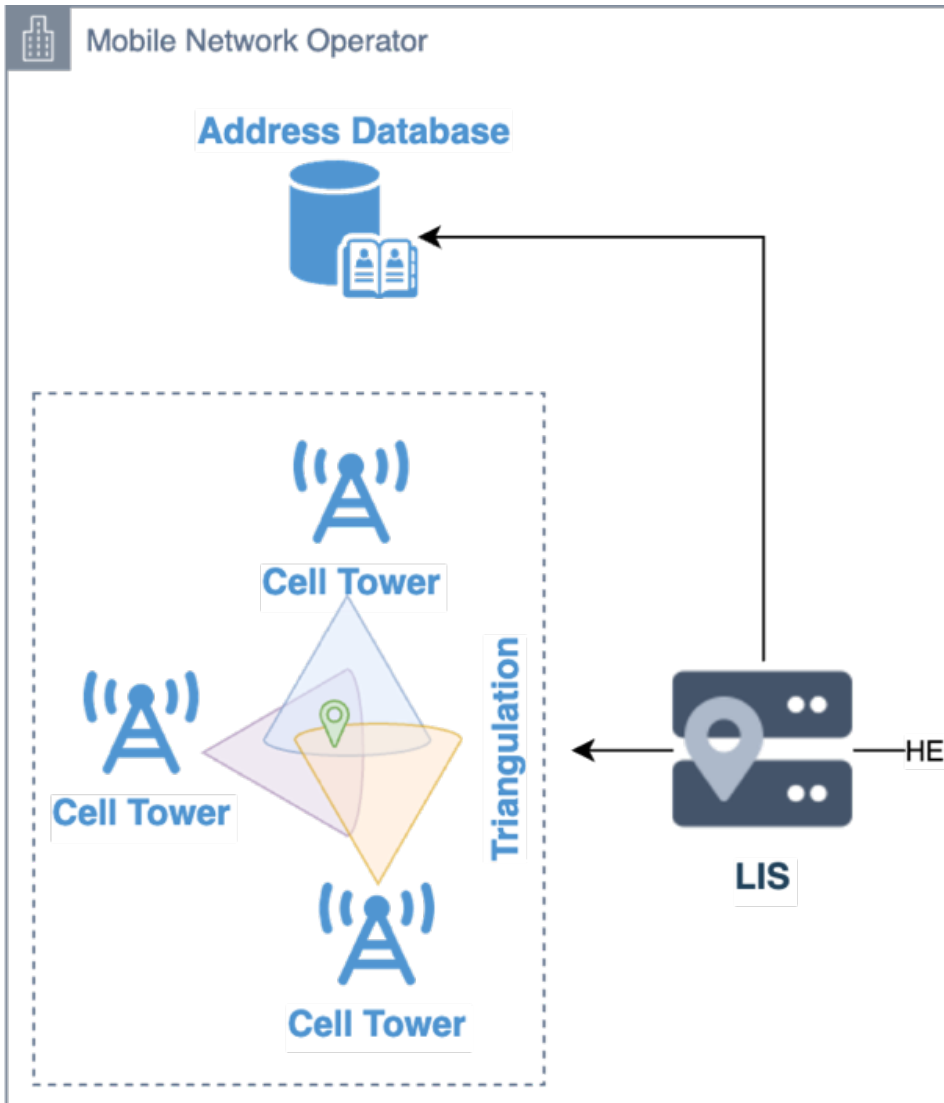 Mobile Network Operator
Address Database
Cell Tower
Triangulation
Cell Tower
HE
LIS
Cell Tower